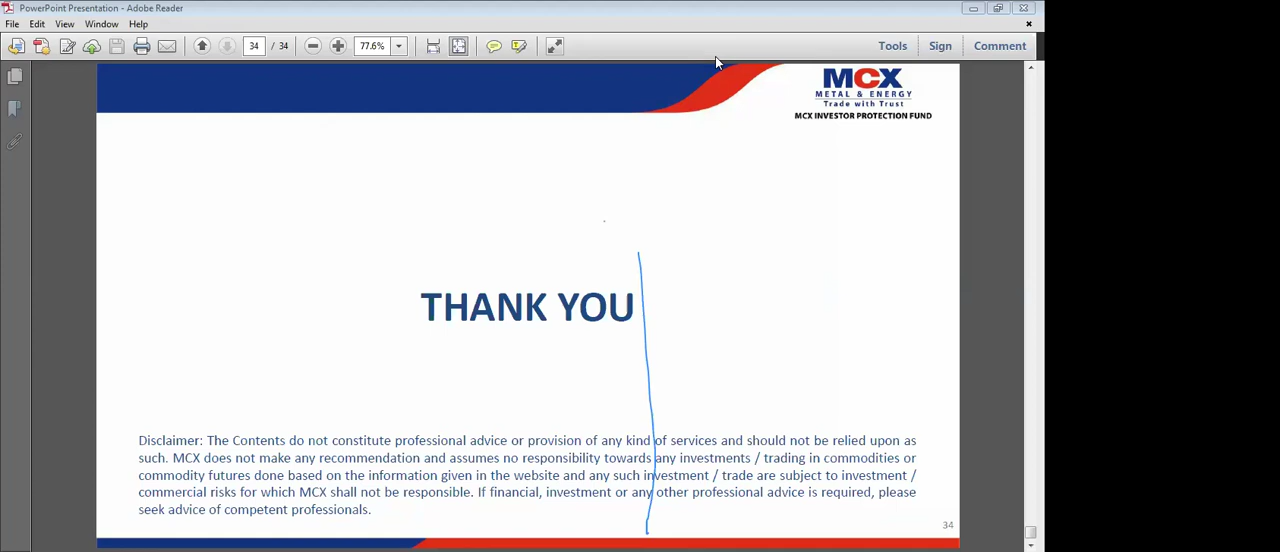 PowerPoint Presentation - Adobe Reader
File Edit View Window Help
34 / 34 77.6% Tools Sign Comment
MCX
METAL & ENERGY
Trade with Trust
MCX INVESTOR PROTECTION FUND
THANK YOU
Disclaimer: The Contents do not constitute professional advice or provision of any kind of services and should not be relied upon as
such. MCX does not make any recommendation and assumes no responsibility towards any investments / trading in commodities or
commodity futures done based on the information given in the website and any such investment / trade are subject to investment /
commercial risks for which MCX shall not be responsible. If financial, investment or any other professional advice is required, please
seek advice of competent professionals.
34